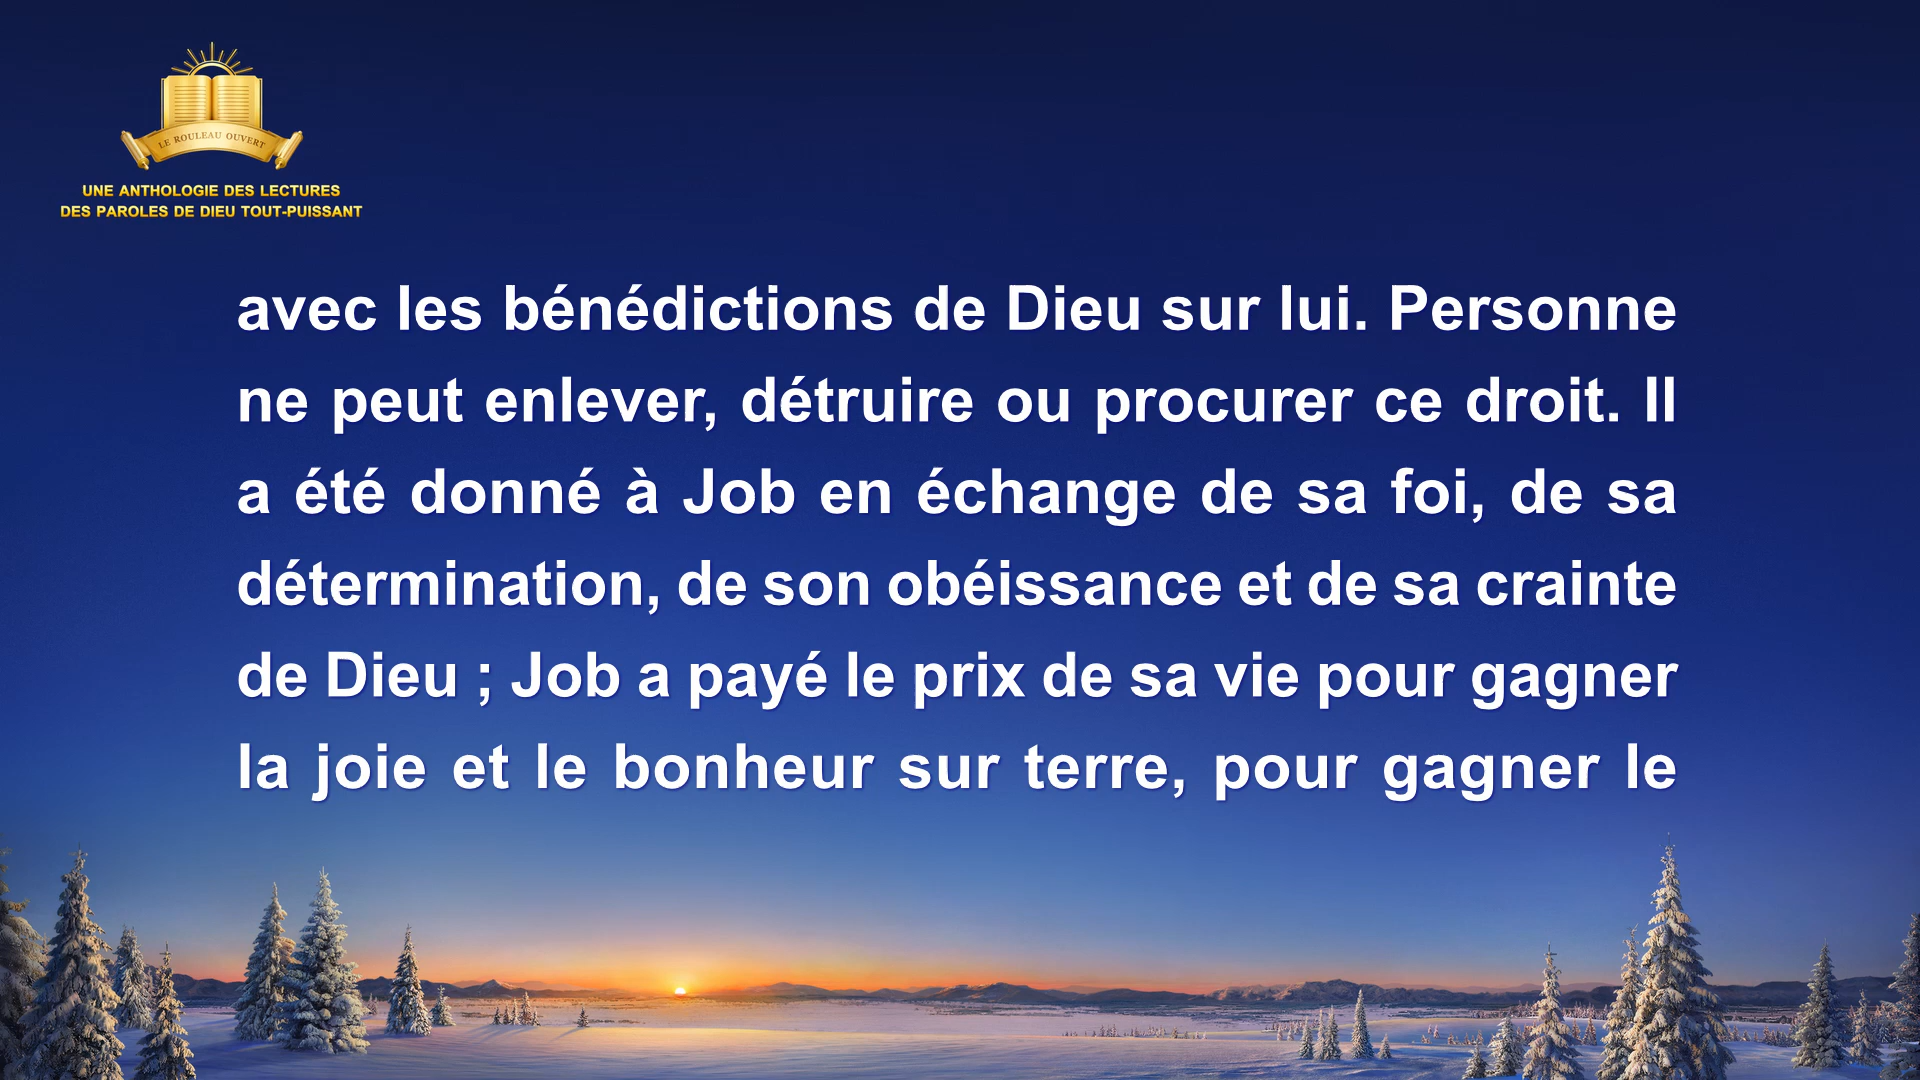 LE ROULEAU OUVERT
UNE ANTHOLOGIE DES LECTURES
DES PAROLES DE DIEU TOUT-PUISSANT
avec les bénédictions de Dieu sur lui. Personne
ne peut enlever, détruire ou procurer ce droit. Il
a été donné à Job en échange de sa foi, de sa
détermination, de son obéissance et de sa crainte
de Dieu ; Job a payé le prix de sa vie pour gagner
la joie et le bonheur sur terre, pour gagner le